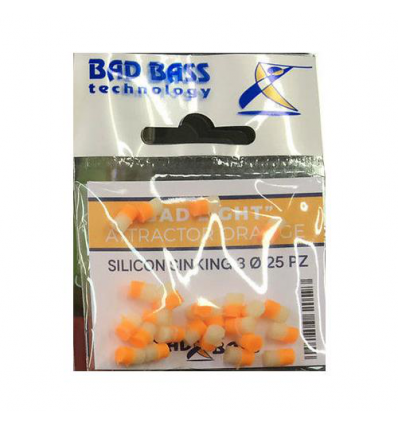 BAD BASS
technology
ATTRACTOR ORANGE
SILICON SINKING 3 Ø 25 PZ